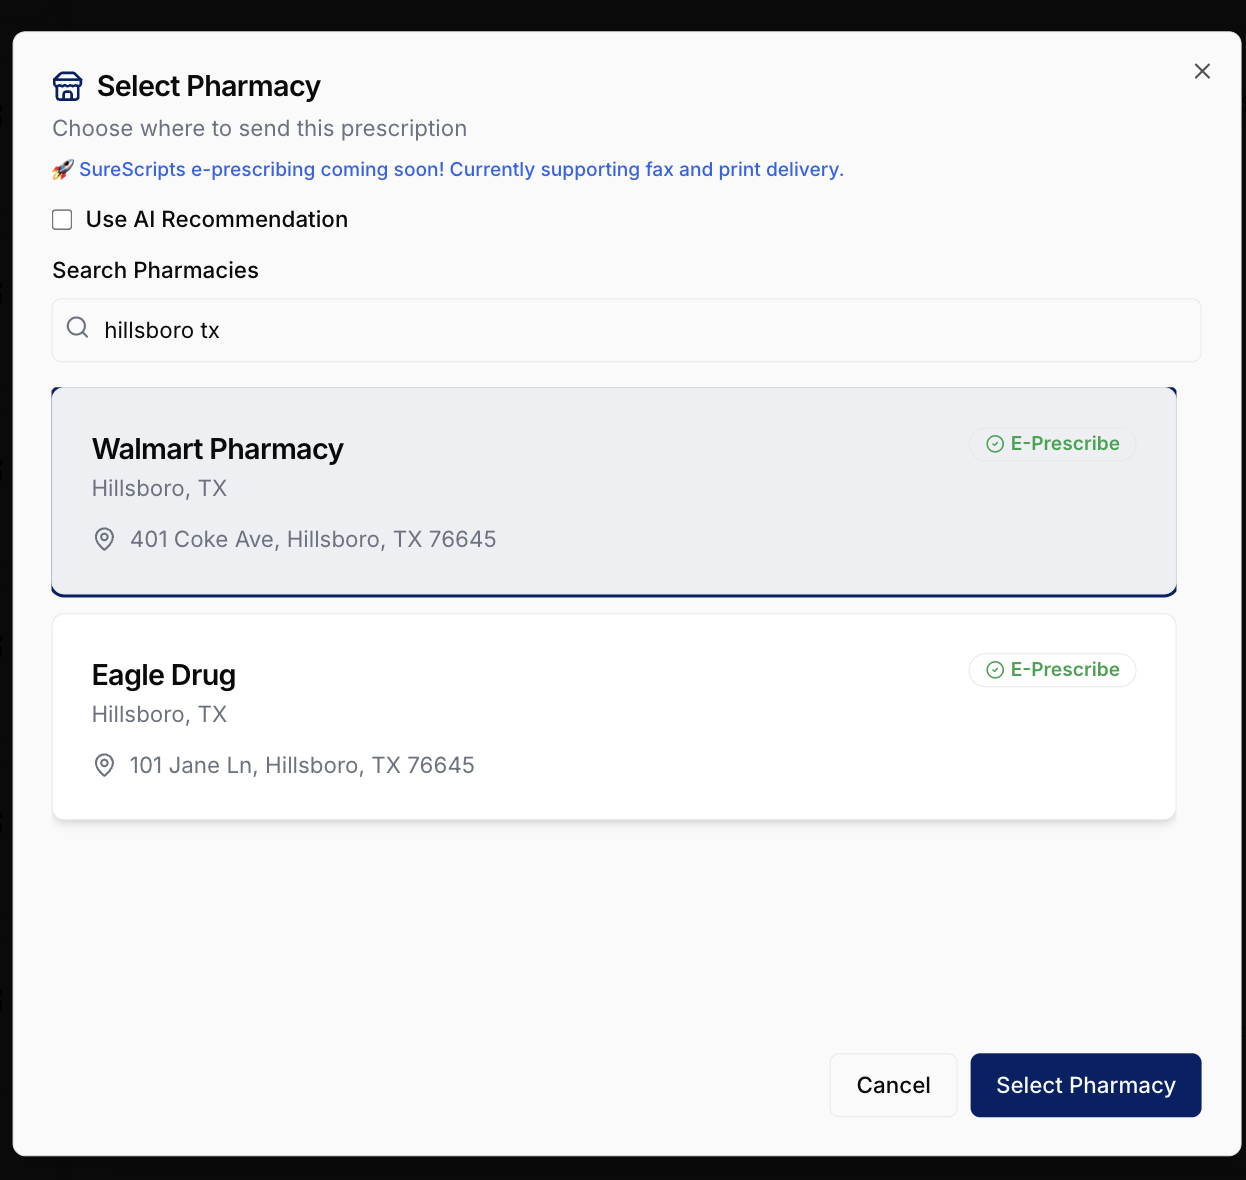 Select Pharmacy
Choose where to send this prescription
🚀 SureScripts e-prescribing coming soon! Currently supporting fax and print delivery.
Use AI Recommendation
Search Pharmacies
hillsboro tx
Walmart Pharmacy
E-Prescribe
Hillsboro, TX
401 Coke Ave, Hillsboro, TX 76645
Eagle Drug
E-Prescribe
Hillsboro, TX
101 Jane Ln, Hillsboro, TX 76645
Cancel
Select Pharmacy